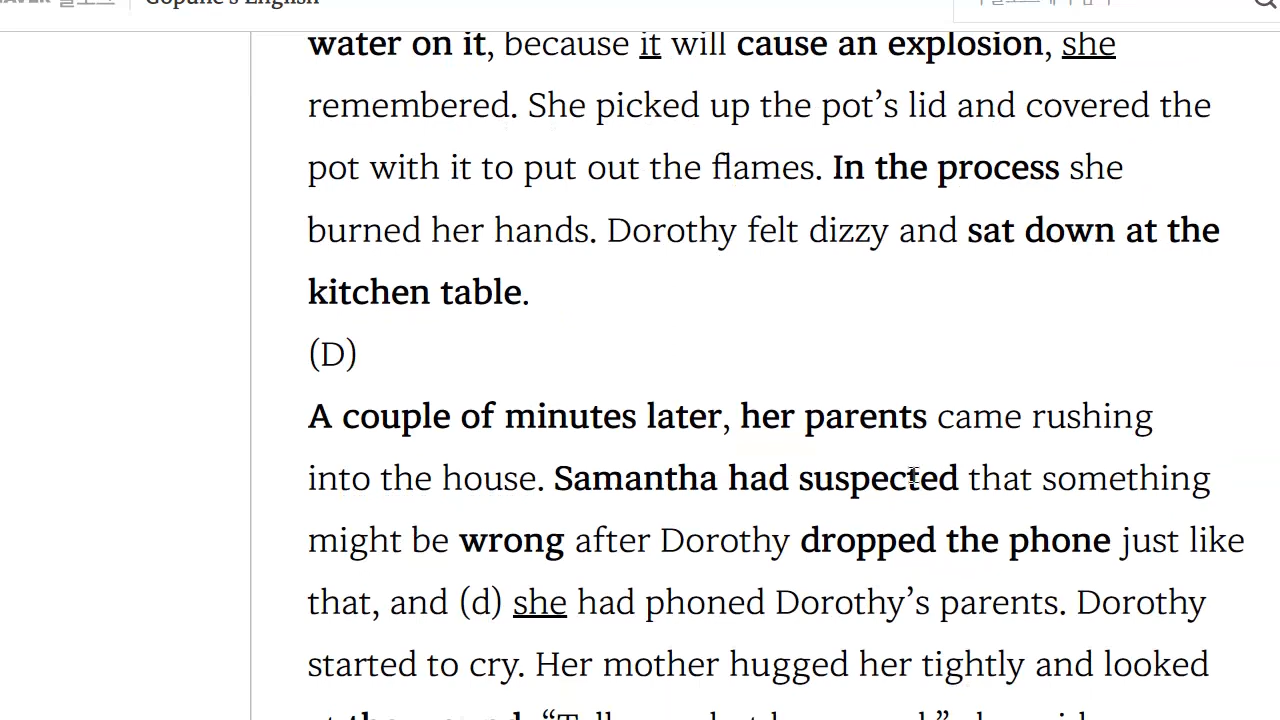 Gopune's English
water on it, because it will cause an explosion, she
remembered. She picked up the pot’s lid and covered the
pot with it to put out the flames. In the process she
burned her hands. Dorothy felt dizzy and sat down at the
kitchen table.
(D)
A couple of minutes later, her parents came rushing
into the house. Samantha had suspected that something
might be wrong after Dorothy dropped the phone just like
that, and (d) she had phoned Dorothy’s parents. Dorothy
started to cry. Her mother hugged her tightly and looked